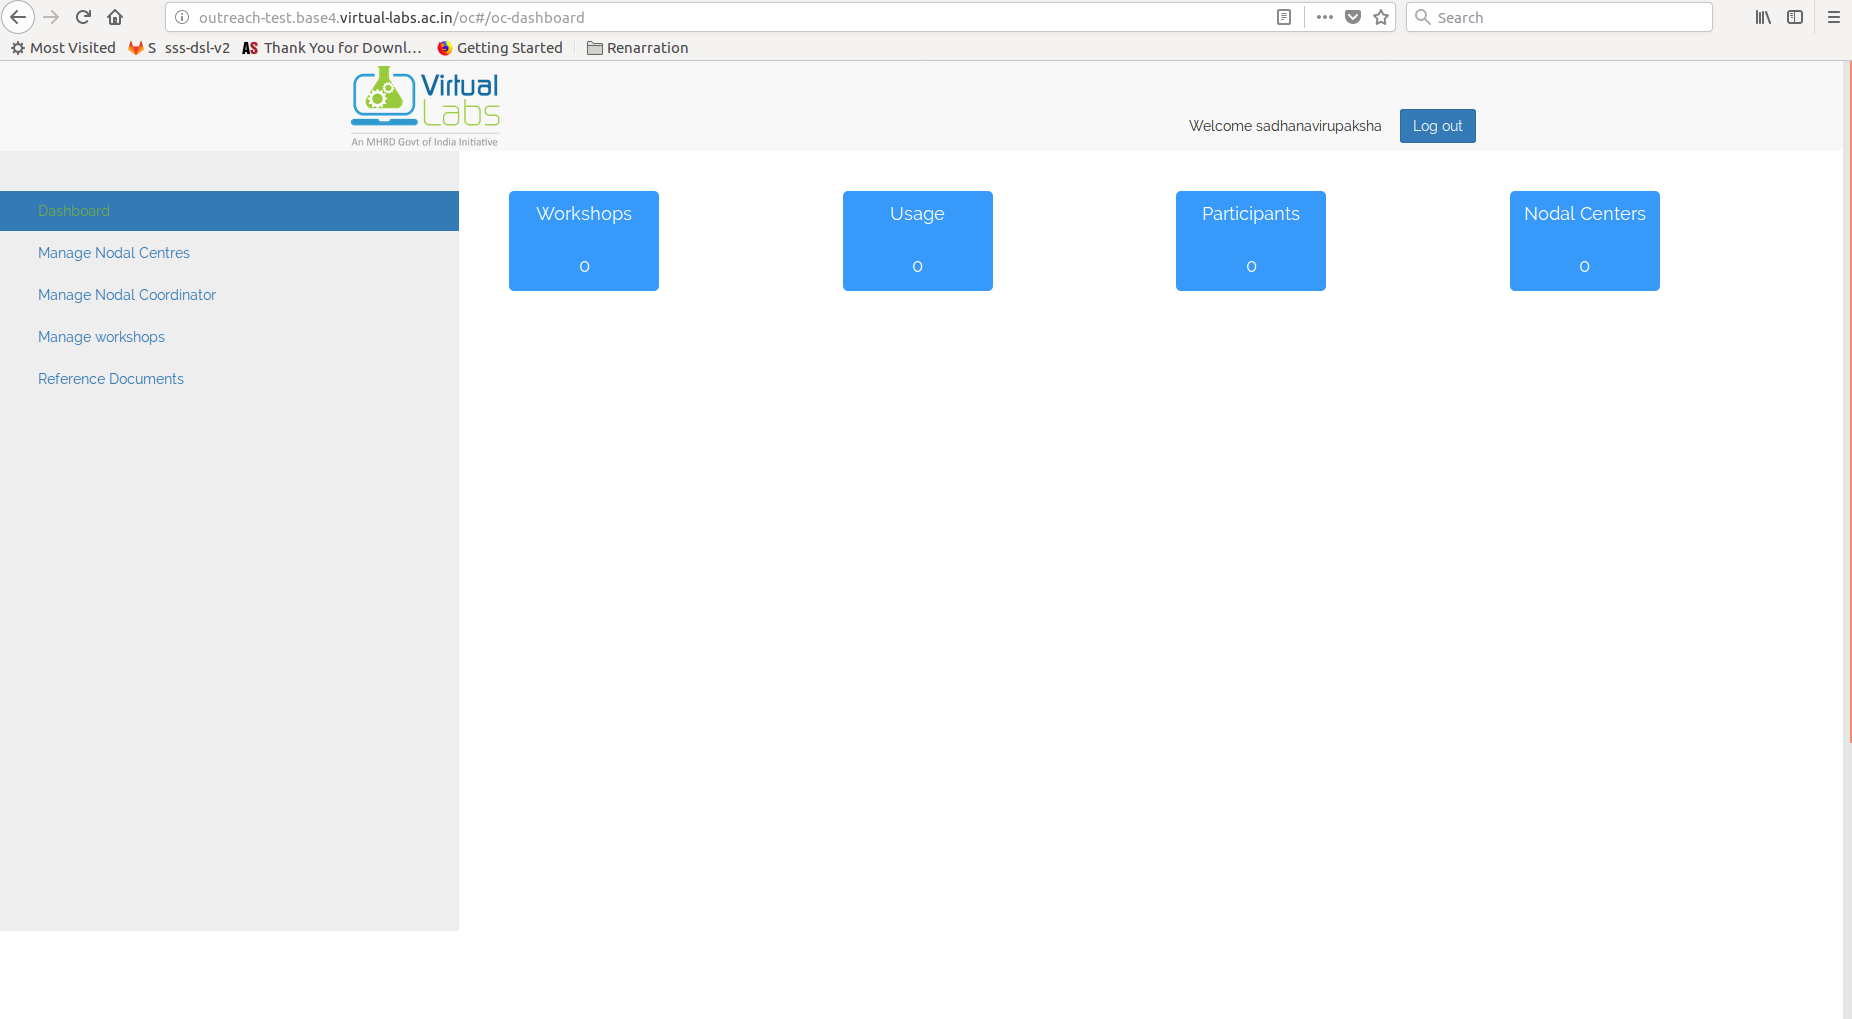 outreach-test.base4.virtual-labs.ac.in/oc#/oc-dashboard
Search
Most Visited S sss-dsl-v2 AS Thank You for Downl... Getting Started Renarration
Virtual
Labs
An MHRD Govt of India Initiative
Welcome sadhanavirupaksha Log out
Dashboard
Manage Nodal Centres
Manage Nodal Coordinator
Manage workshops
Reference Documents
Workshops
0
Usage
0
Participants
0
Nodal Centers
0